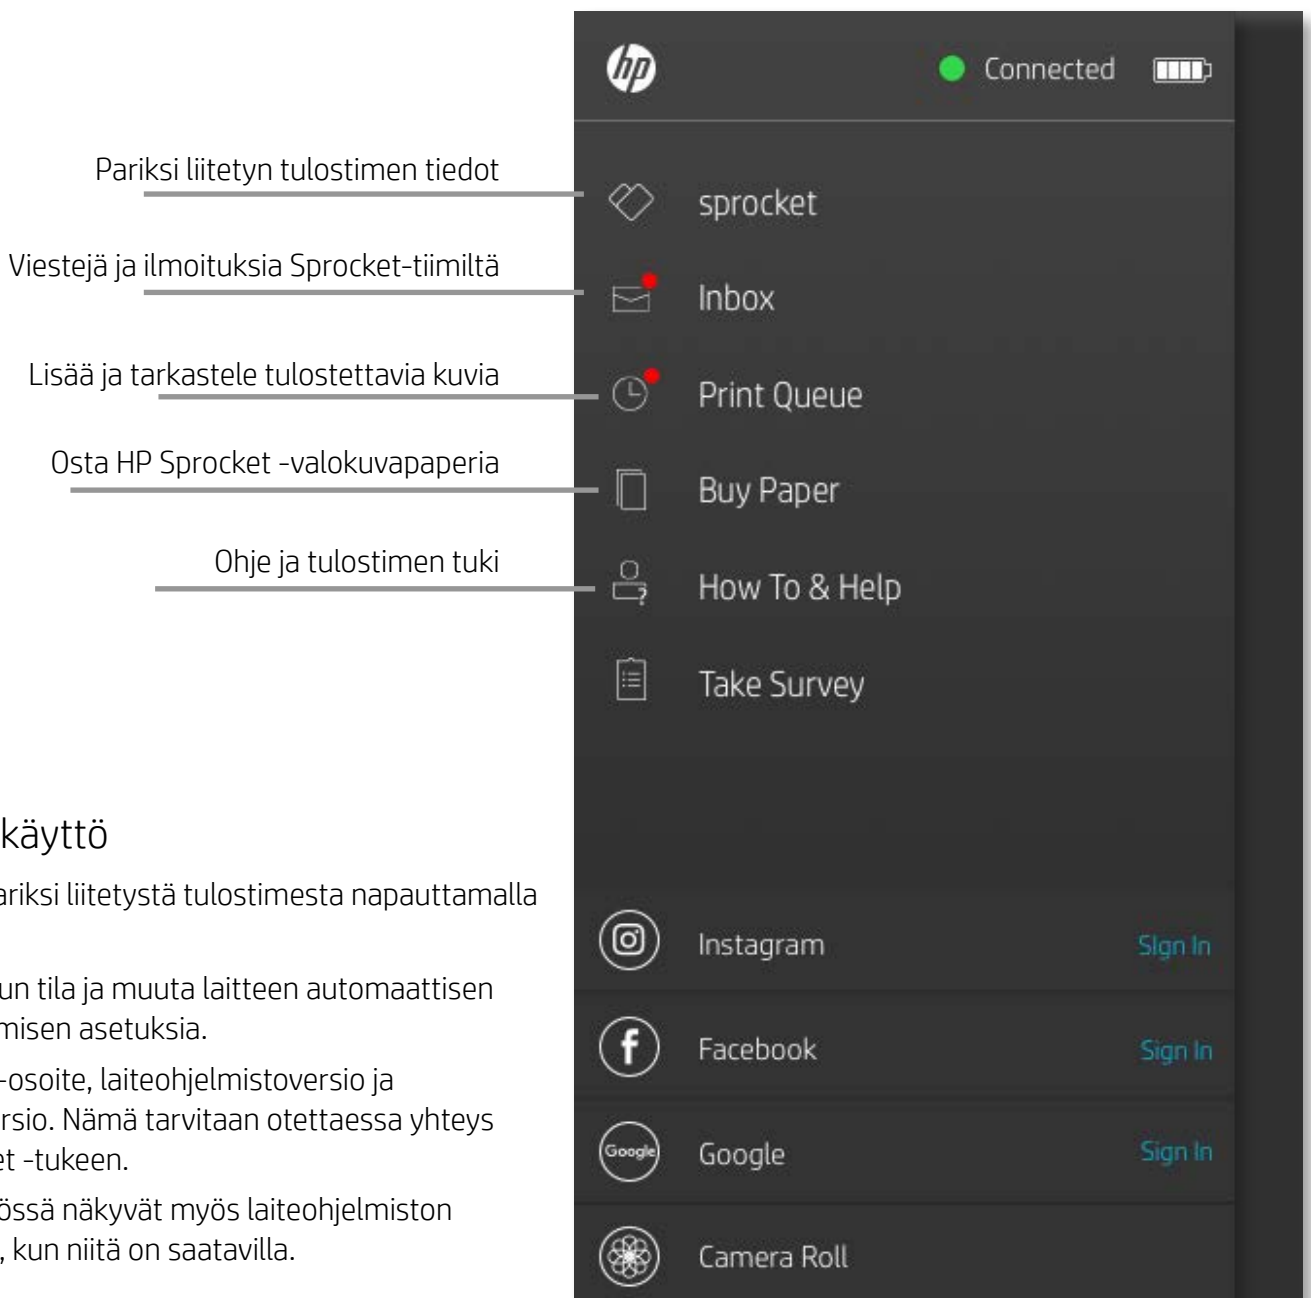 hp
Connected
Pariksi liitetyn tulostimen tiedot
sprocket
Viestejä ja ilmoituksia Sprocket-tiimiltä
Inbox
Lisää ja tarkastele tulostettavia kuvia
Print Queue
Osta HP Sprocket -valokuvapaperia
Buy Paper
Ohje ja tulostimen tuki
How To & Help
Take Survey
käyttö
ariksi liitetystä tulostimesta napauttamalla
un tila ja muuta laitteen automaattisen
misen asetuksia.
-osoite, laiteohjelmistoversio ja
rsio. Nämä tarvitaan otettaessa yhteys
et -tukeen.
össä näkyvät myös laiteohjelmiston
, kun niitä on saatavilla.
Instagram
SIgn In
Facebook
Sign In
Google
Google
Sign In
Camera Roll